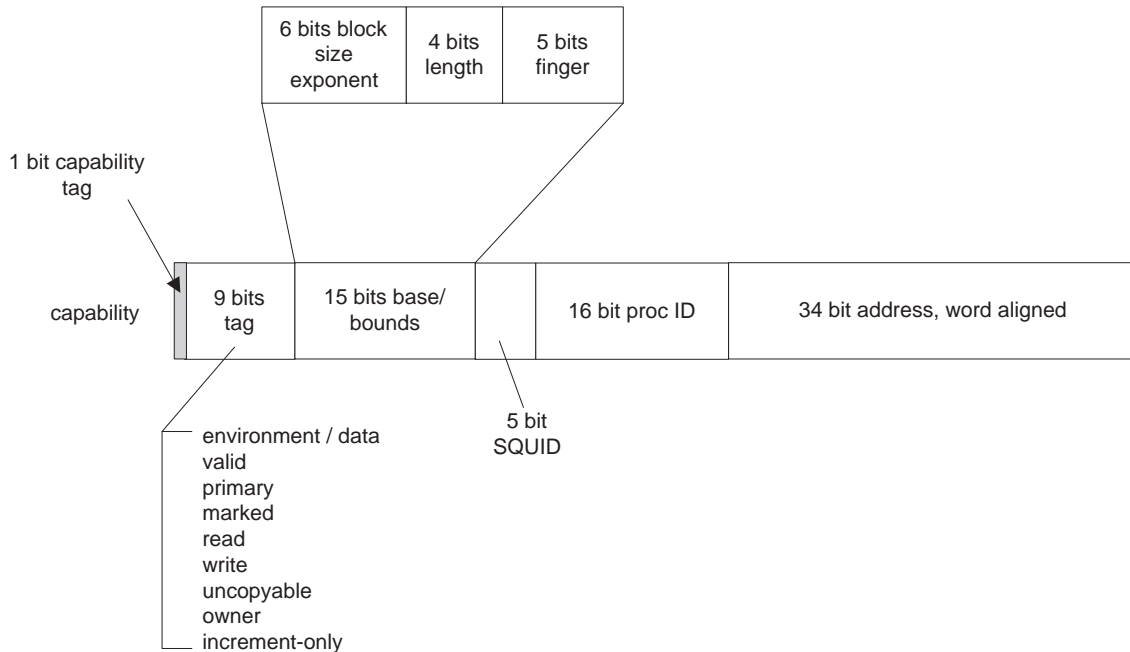 6 bits block
size
exponent
4 bits
length
5 bits
finger
1 bit capability
tag
capability
9 bits
tag
15 bits base/
bounds
16 bit proc ID
34 bit address, word aligned
5 bit
SQUID
environment / data
valid
primary
marked
read
write
uncopyable
owner
increment-only